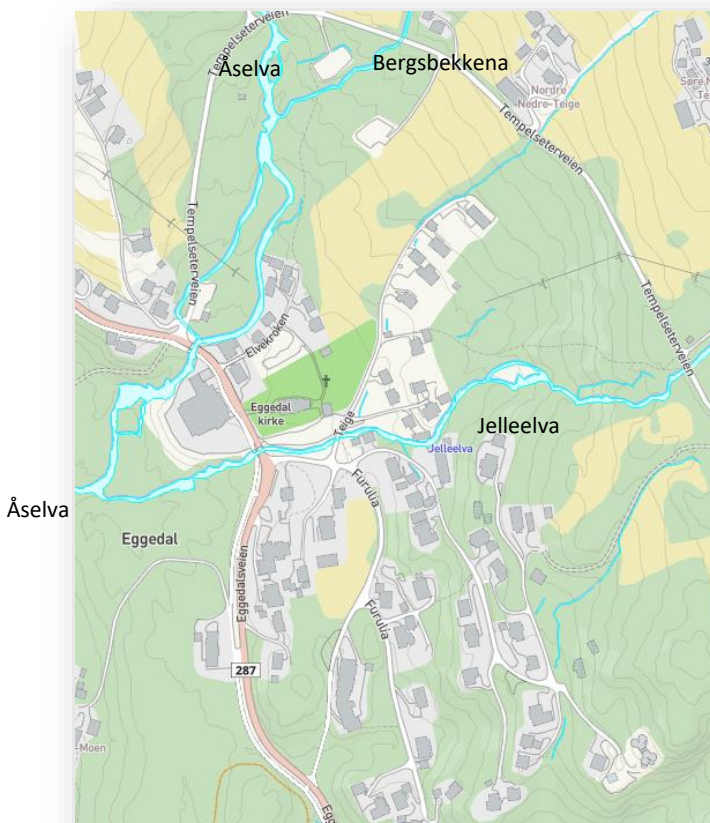 Tempelseterveien
Åselva
Bergsbekkena
Nordre
Nedre-Teige
Tempelseterveien
Tempelseterveien
Elvekroken
Tempelseterveien
Eggedal
kirke
Teige
Jelleelva
Jelleelva
Furulia
Åselva
Eggedal
Eggedalsveien
Furulia
287
-Moen